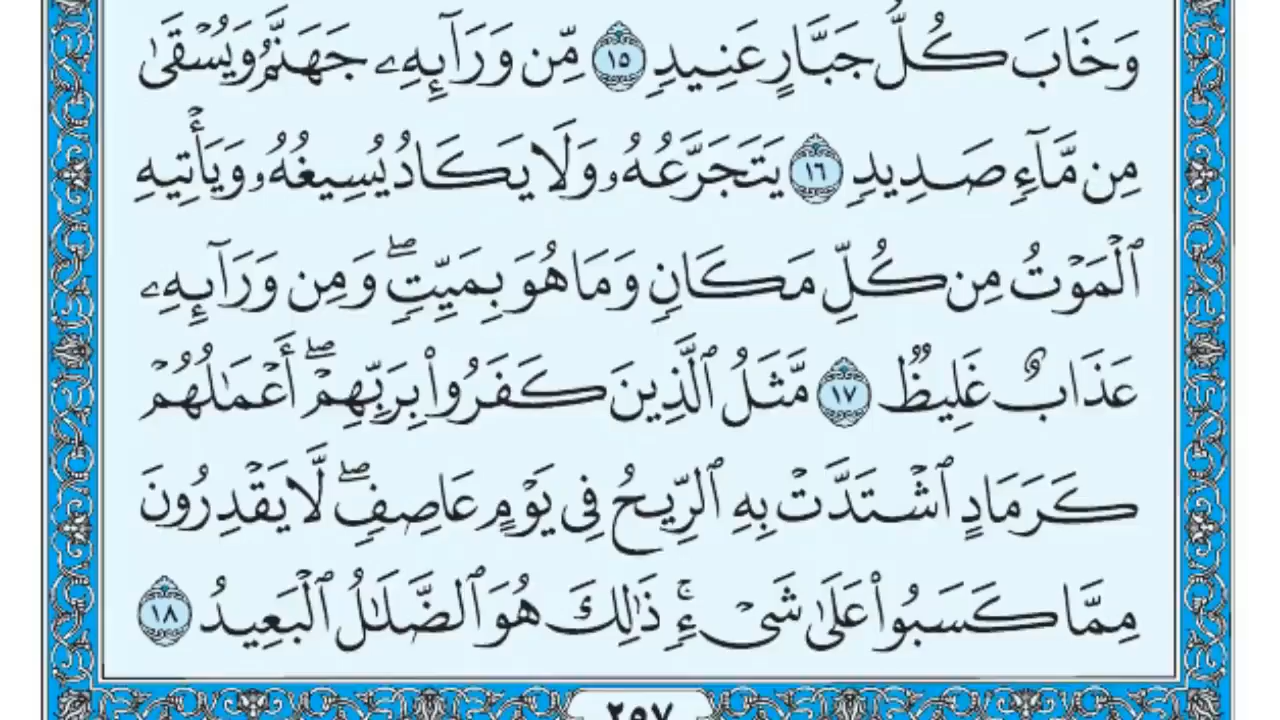 وَخَابَ كُلُّ جَبَّارٍ عَنِيدٍ ١٥ مِّن وَرَآئِهِۦ جَهَنَّمُ وَيُسْقَىٰ
مِن مَّآءٍ صَدِيدٍ ١٦ يَتَجَرَّعُهُۥ وَلَا يَكَادُ يُسِيغُهُۥ وَيَأْتِيهِ
ٱلْمَوْتُ مِن كُلِّ مَكَانٍ وَمَا هُوَ بِمَيِّتٍۖ وَمِن وَرَآئِهِۦ
عَذَابٌ غَلِيظٌ ١٧ مَّثَلُ ٱلَّذِينَ كَفَرُوا۟ بِرَبِّهِمْۖ أَعْمَٰلُهُمْ
كَرَمَادٍ ٱشْتَدَّتْ بِهِ ٱلرِّيحُ فِى يَوْمٍ عَاصِفٍۖ لَّا يَقْدِرُونَ
مِمَّا كَسَبُوا۟ عَلَىٰ شَىْءٍۚ ذَٰلِكَ هُوَ ٱلضَّلَٰلُ ٱلْبَعِيدُ ١٨
٢٥٧